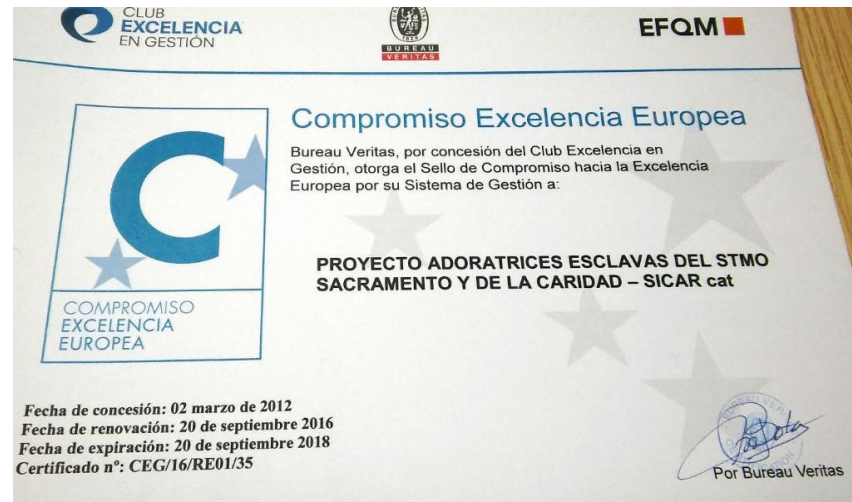 CLUB
EXCELENCIA
EN GESTIÓN
1828
BUREAU
VERITAS
EFQM
Compromiso Excelencia Europea
Bureau Veritas, por concesión del Club Excelencia en
Gestión, otorga el Sello de Compromiso hacia la Excelencia
Europea por su Sistema de Gestión a:
C
PROYECTO ADORATRICES ESCLAVAS DEL STMO
SACRAMENTO Y DE LA CARIDAD – SICAR cat
COMPROMISO
EXCELENCIA
EUROPEA
Fecha de concesión: 02 marzo de 2012
Fecha de renovación: 20 de septiembre 2016
Fecha de expiración: 20 de septiembre 2018
Certificado nº: CEG/16/RE01/35
Por Bureau Veritas